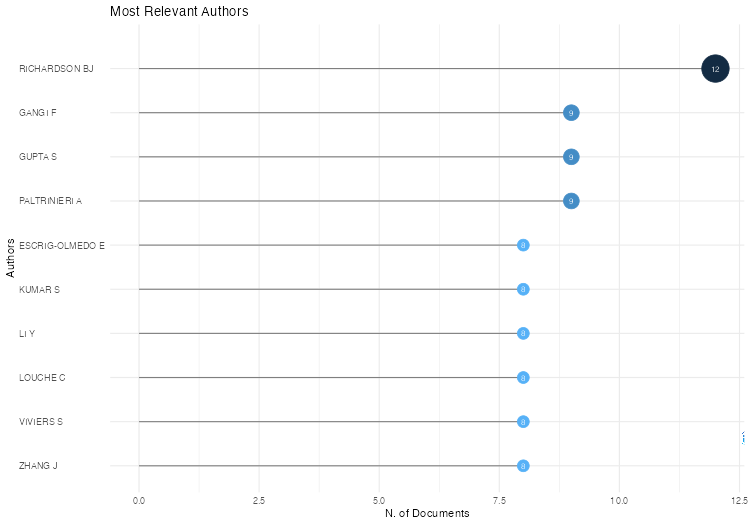 Most Relevant Authors
RICHARDSON BJ
12
GANGI F
9
GUPTA S
9
PALTRINIERI A
9
ESCRIG-OLMEDO E
8
KUMAR S
8
LI Y
8
LOUCHE C
8
VIVIERS S
8
ZHANG J
8
Authors
0.0 2.5 5.0 7.5 10.0 12.5
N. of Documents